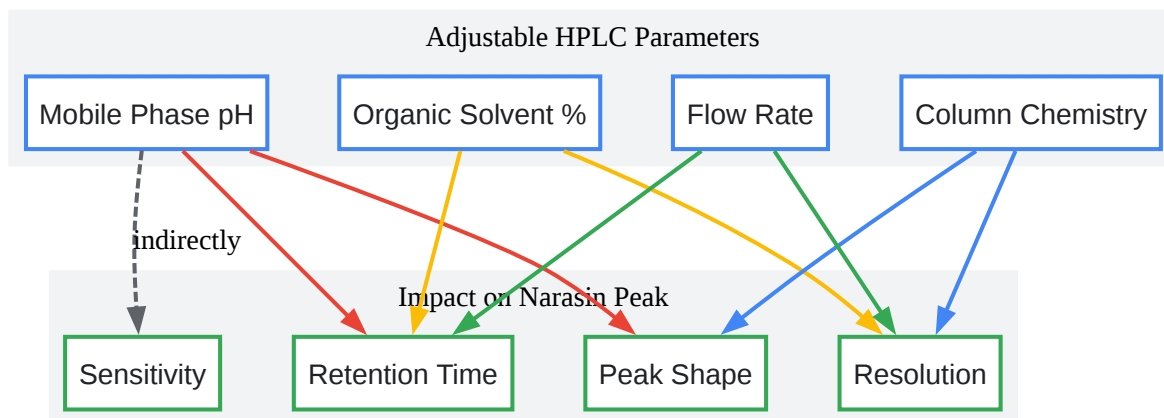 Adjustable HPLC Parameters
Mobile Phase pH
Organic Solvent %
Flow Rate
Column Chemistry
indirectly
Impact on Narasin Peak
Sensitivity
Retention Time
Peak Shape
Resolution